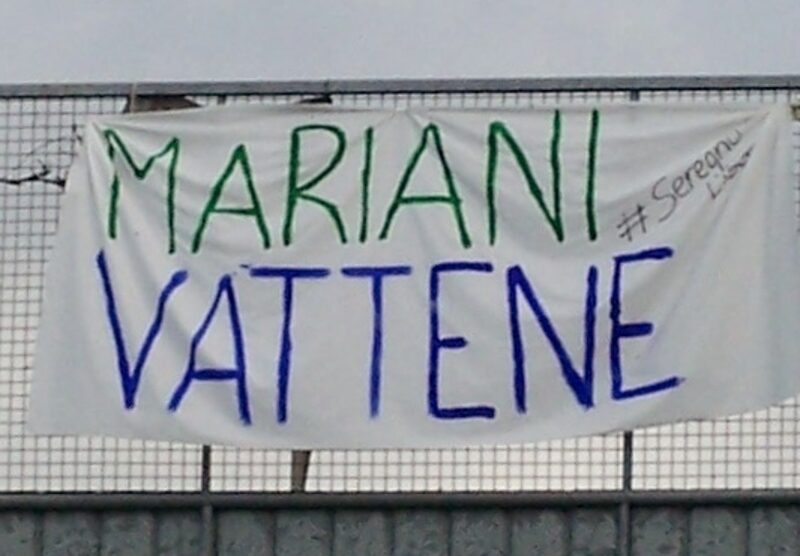 MARIANI
VATTENE
#Seregno